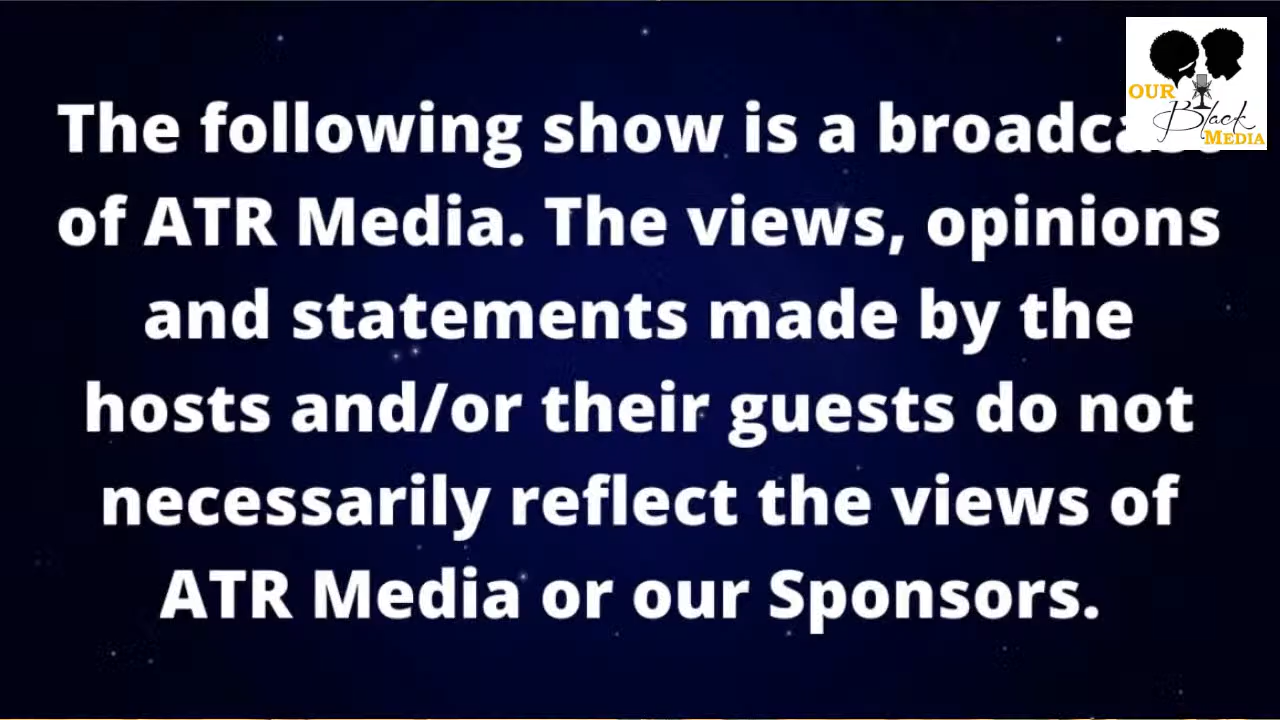 The following show is a
of ATR Media. The views, opinions
and statements made by the
hosts and/or their guests do not
necessarily reflect the views of
ATR Media or our Sponsors.
OUR
Black
MEDIA